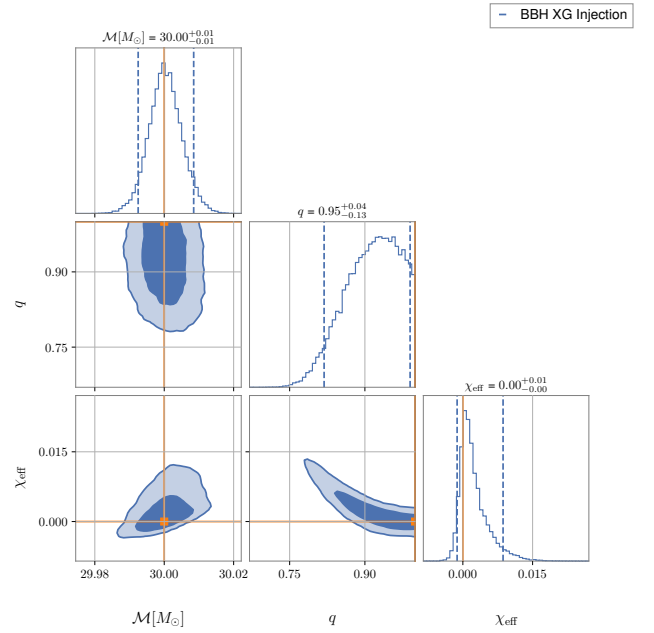 BBH XG Injection
ℳ[M⊙] = 30.00+0.01−0.01
q = 0.95+0.04−0.13
0.90
0.75
q
χeff = 0.00+0.01−0.00
0.015
0.000
χeff
29.98 30.00 30.02 0.75 0.90 0.000 0.015
ℳ[M⊙] q χeff